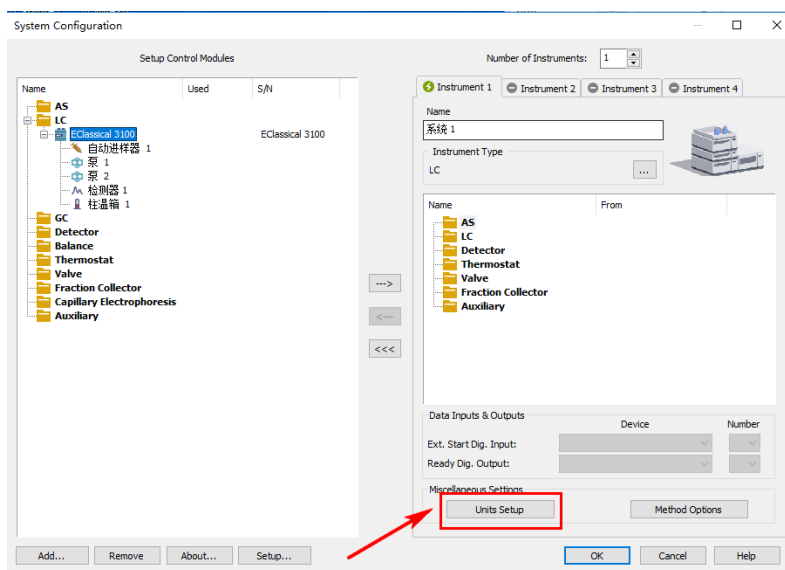 System Configuration
Setup Control Modules
Number of Instruments: 1
Name Used S/N
AS
LC
EClassical 3100 EClassical 3100
自动进样器 1
泵 1
泵 2
检测器 1
柱温箱 1
GC
Detector
Balance
Thermostat
Valve
Fraction Collector
Capillary Electrophoresis
Auxiliary
--->
<---
<<<
Instrument 1 Instrument 2 Instrument 3 Instrument 4
Name
系统 1
Instrument Type
LC ...
Name From
AS
LC
Detector
Thermostat
Valve
Fraction Collector
Auxiliary
Data Inputs & Outputs
Device Number
Ext. Start Dig. Input:
Ready Dig. Output:
Miscellaneous Settings
Units Setup Method Options
Add... Remove About... Setup... OK Cancel Help